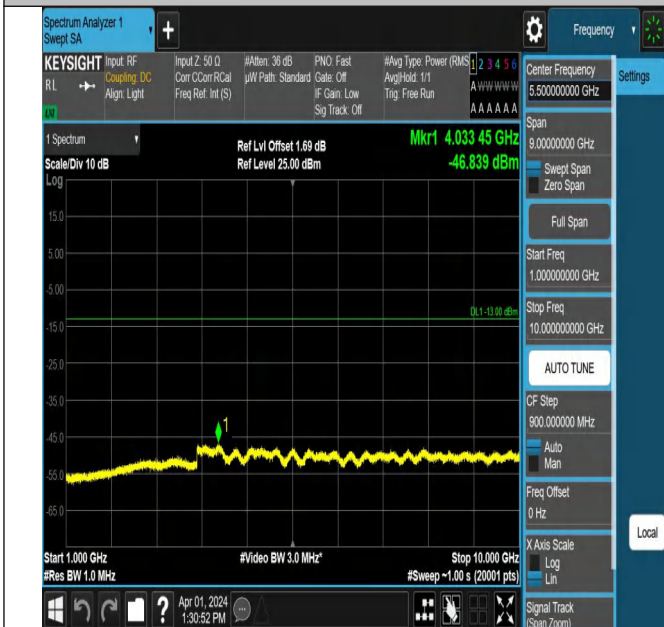 Spectrum Analyzer 1
Swept SA
+
Frequency
KEYSIGHT
RL
LXI
Input: RF
Coupling: DC
Align: Light
Input Z: 50 Ω
Corr CCorr RCal
Freq Ref: Int (S)
#Atten: 36 dB
µW Path: Standard
PNO: Fast
Gate: Off
IF Gain: Low
Sig Track: Off
#Avg Type: Power (RMS
Avg|Hold: 1/1
Trig: Free Run
1 2 3 4 5 6
A W W W W W
A A A A A A
Center Frequency
5.500000000 GHz
Settings
Span
9.00000000 GHz
Swept Span
Zero Span
Full Span
Start Freq
1.000000000 GHz
Stop Freq
10.000000000 GHz
AUTO TUNE
CF Step
900.000000 MHz
Auto
Man
Freq Offset
0 Hz
X Axis Scale
Log
Lin
Signal Track
(Span Zoom)
Local
1 Spectrum
Scale/Div 10 dB
Ref Lvl Offset 1.69 dB
Ref Level 25.00 dBm
Mkr1 4.033 45 GHz
-46.839 dBm
Log
15.0
5.00
-5.00
DL1 -13.00 dBm
-15.0
-25.0
-35.0
1
-45.0
-55.0
-65.0
Start 1.000 GHz
#Video BW 3.0 MHz*
Stop 10.000 GHz
#Res BW 1.0 MHz
#Sweep ~1.00 s (20001 pts)
?
Apr 01, 2024
1:30:52 PM